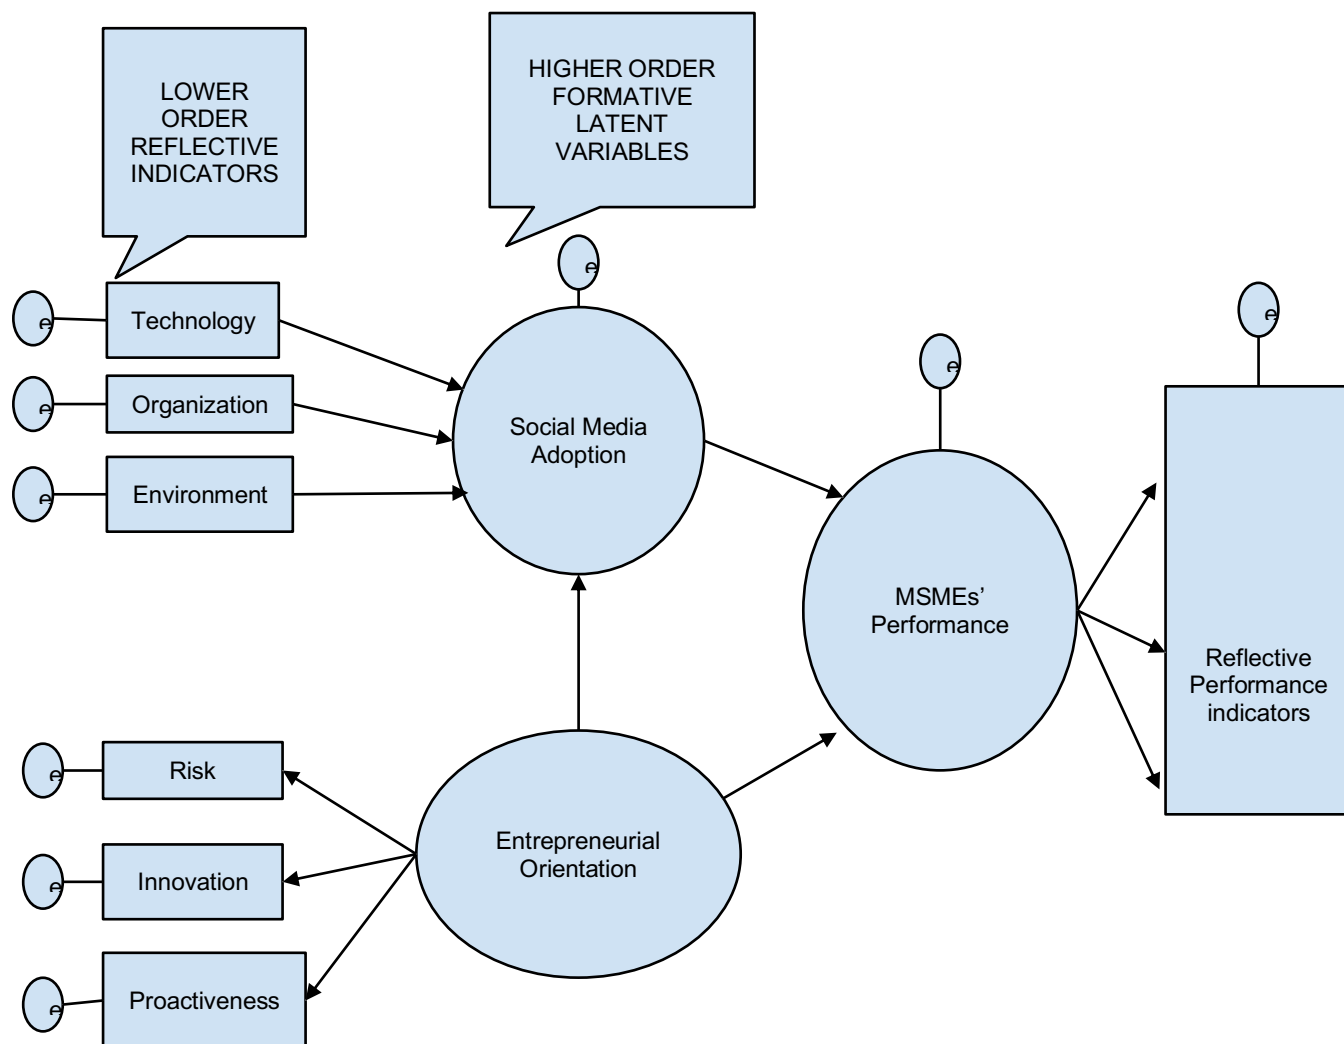 LOWER
ORDER
REFLECTIVE
INDICATORS
HIGHER ORDER
FORMATIVE
LATENT
VARIABLES
e
e
e
Technology
e
Organization
e
Environment
Social Media
Adoption
e
MSMEs’
Performance
e
Reflective
Performance
indicators
e
Risk
e
Innovation
e
Proactiveness
Entrepreneurial
Orientation